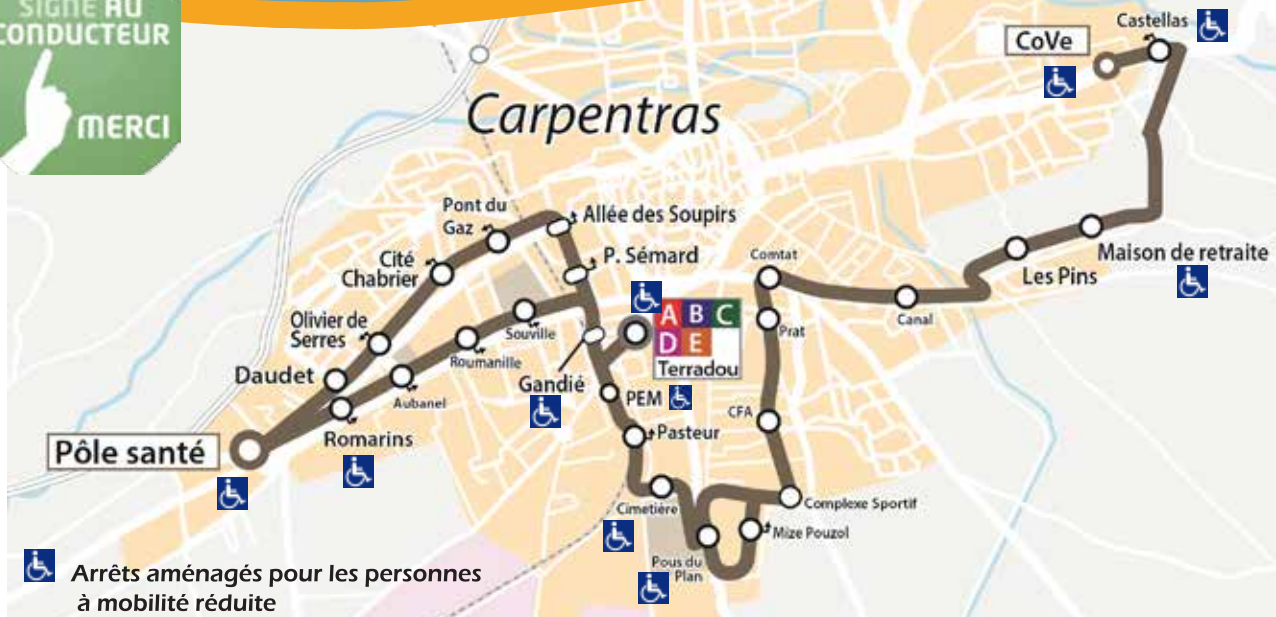 SIGNE AU
CONDUCTEUR
MERCI
Carpentras
CoVe
Castellas
Pont du
Gaz
Allée des Soupirs
Cité
Chabrier
P. Sémard
Comtat
Maison de retraite
Les Pins
Olivier de
Serres
Souville
A B C
D E
Terradou
Prat
Canal
Daudet
Roumanille
Aubanel
Gandié
PEM
CFA
Romarins
Pasteur
Pôle santé
Cimetière
Complexe Sportif
Mize Pouzol
Pous du
Plan
Arrêts aménagés pour les personnes
à mobilité réduite